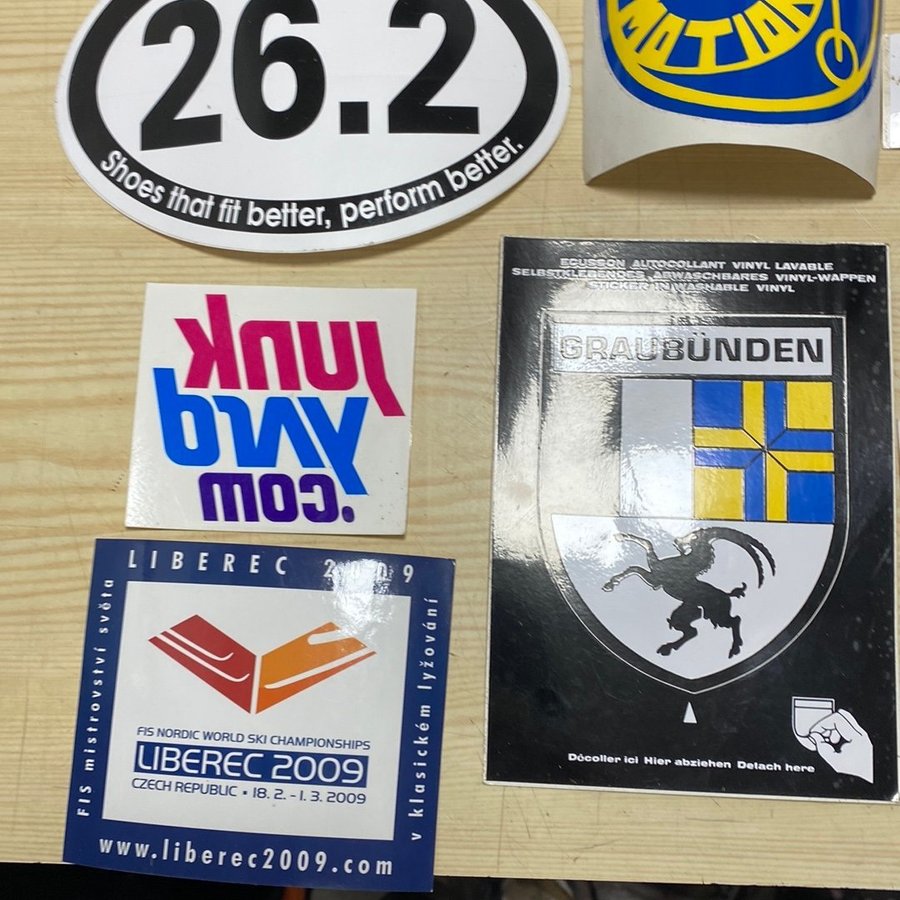 26.2
Shoes that fit better, perform better.
MOTION
ECUSSON AUTOCOLLANT VINYL LAVABLE
SELBSTKLEBENDES ABWASCHBARES VINYL-WAPPEN
STICKER IN WASHABLE VINYL
GRAUBÜNDEN
Décoller ici Hier abziehen Detach here
junk
yard
.com
LIBEREC 2009
FIS mistrovství světa
v klasickém lyžování
FIS NORDIC WORLD SKI CHAMPIONSHIPS
LIBEREC 2009
CZECH REPUBLIC • 18. 2. - 1. 3. 2009
www.liberec2009.com